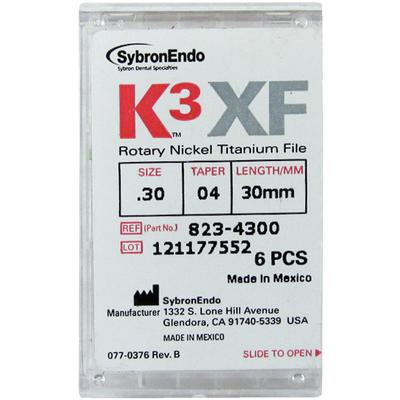 SybronEndo
Sybron Dental Specialties
K3XF
TM
Rotary Nickel Titanium File
SIZE TAPER LENGTH/MM
.30 04 30mm
REF (Part No.) 823-4300
LOT 121177552
6 PCS
Made In Mexico
SybronEndo
Manufacturer 1332 S. Lone Hill Avenue
Glendora, CA 91740-5339 USA
MADE IN MEXICO
077-0376 Rev. B SLIDE TO OPEN ▶